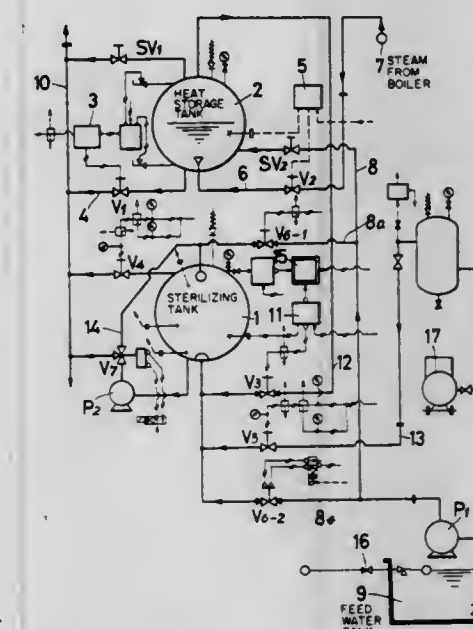 SV1
10
3
HEAT
STORAGE
TANK
2
5
7
STEAM
FROM
BOILER
SV2
8
6
V2
4
V1
V6-1
8a
V4
STERILIZING
TANK
15
1
11
14
12
V7
P2
V3
V5
13
17
V6-2
8a
P1
16
9
FEED
WATER
TANK